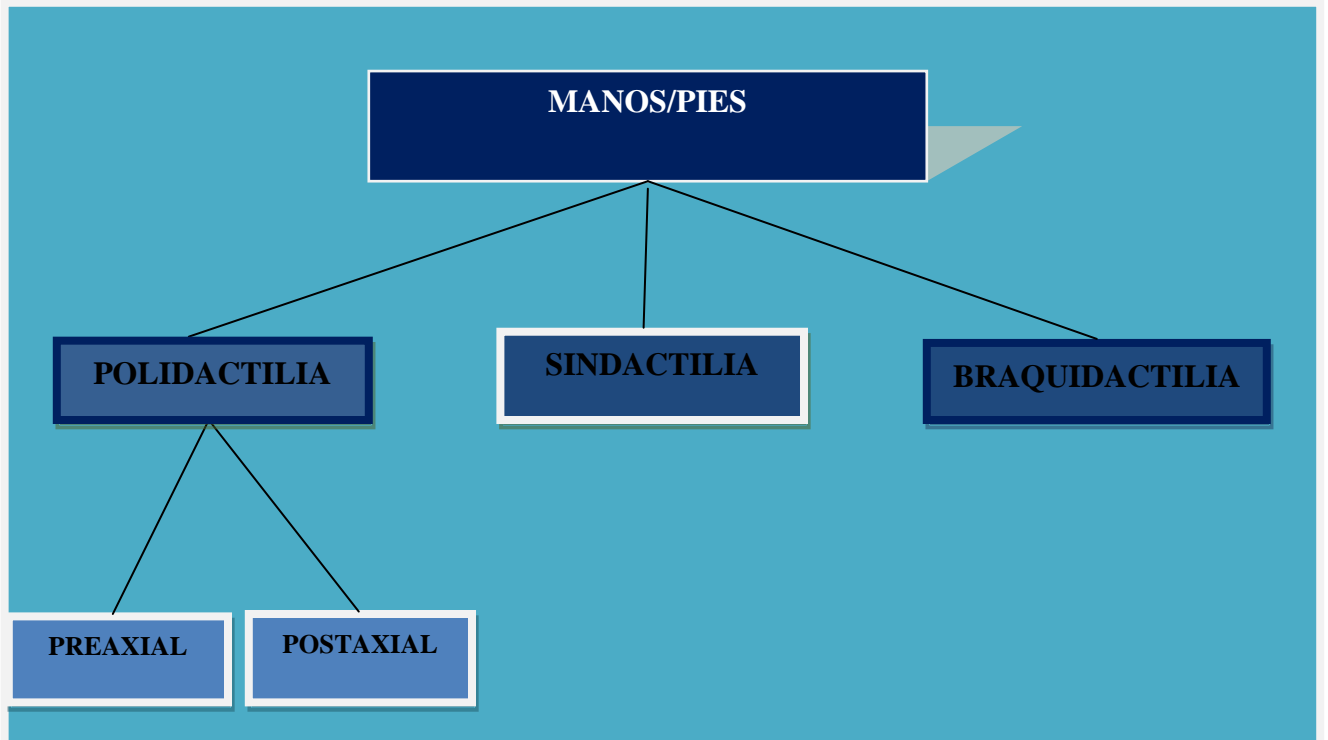 MANOS/PIES
POLIDACTILIA
SINDACTILIA
BRAQUIDACTILIA
PREAXIAL
POSTAXIAL